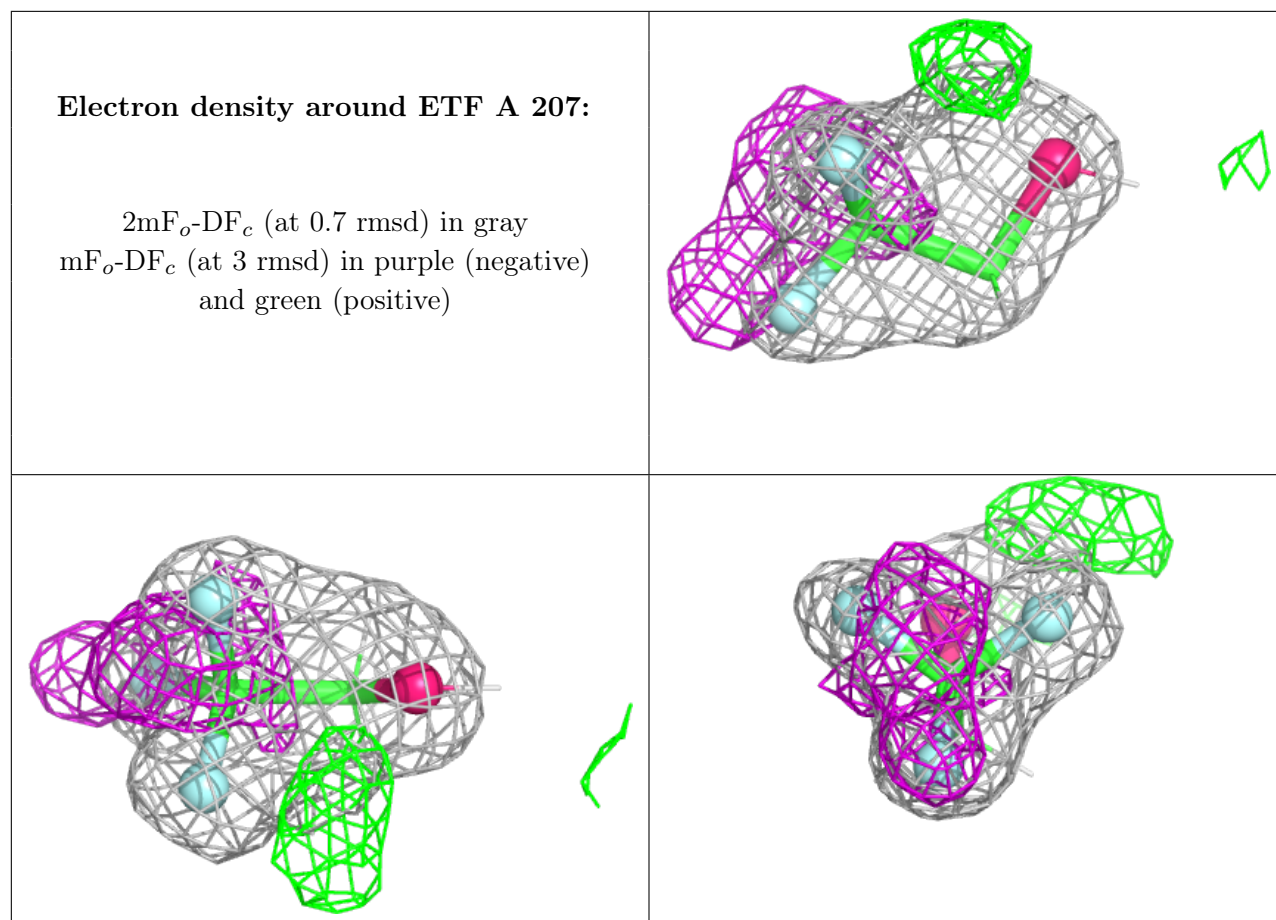 Electron density around ETF A 207:
2mFo-DFc (at 0.7 rmsd) in gray
mFo-DFc (at 3 rmsd) in purple (negative)
and green (positive)